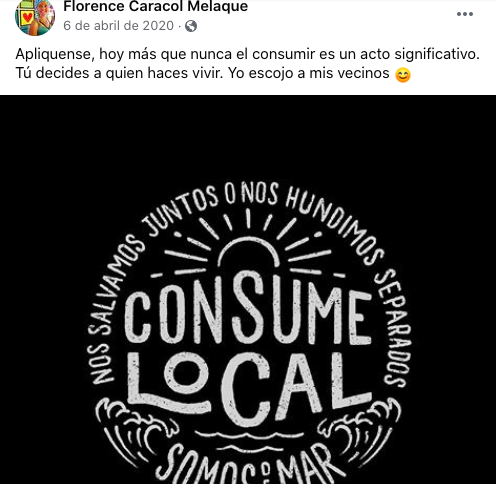 Florence Caracol Melaque
6 de abril de 2020 ·
Apliquense, hoy más que nunca el consumir es un acto significativo.
Tú decides a quien haces vivir. Yo escojo a mis vecinos
NOS SALVAMOS JUNTOS O NOS HUNDIMOS SEPARADOS
CONSUME
LOCAL
SOMOS MAR